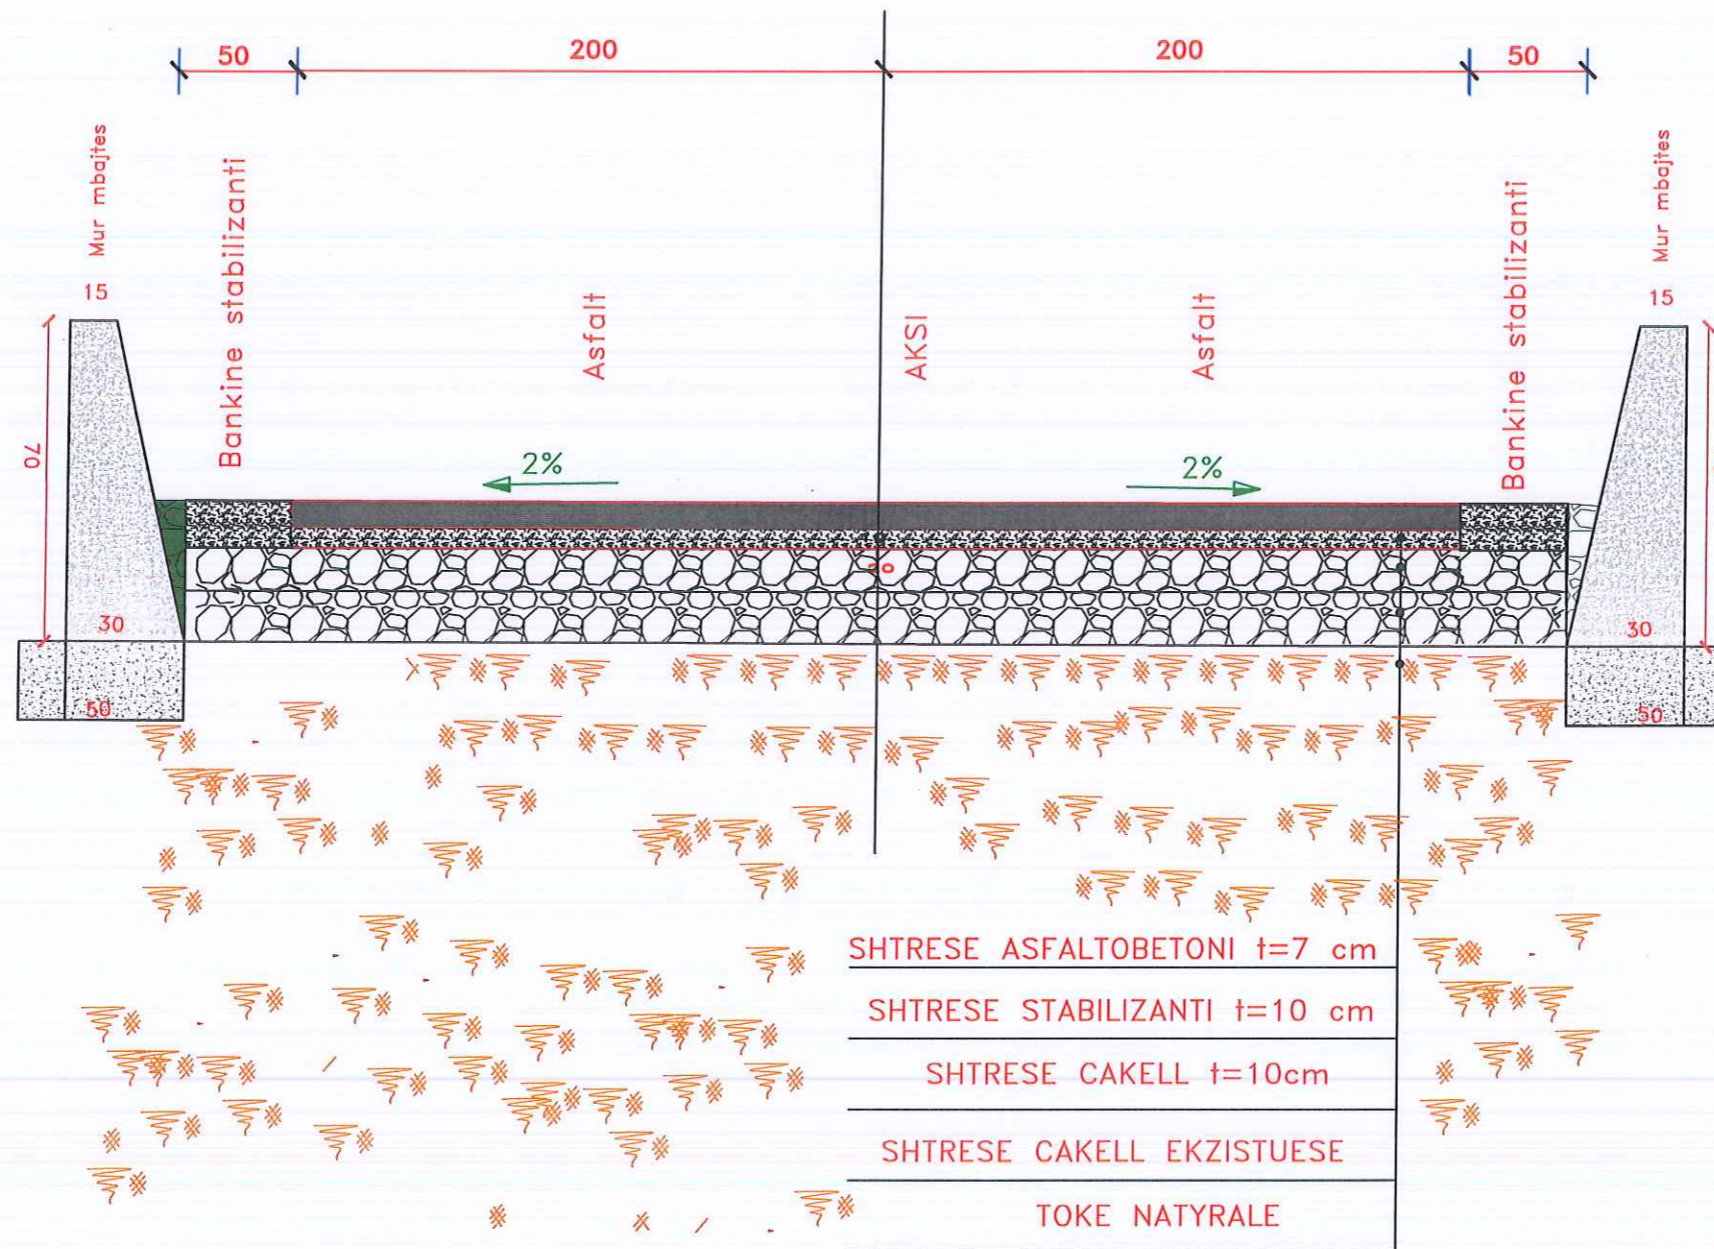 50
200
200
50
Mur mbajtes
15
Bankine stabilizanti
Asfalt
AKSI
Asfalt
Bankine stabilizanti
Mur mbajtes
15
70
2%
2%
30
30
50
50
SHTRESE ASFALTOBETONI t=7 cm
SHTRESE STABILIZANTI t=10 cm
SHTRESE CAKELL t=10cm
SHTRESE CAKELL EKZISTUESE
TOKE NATYRALE